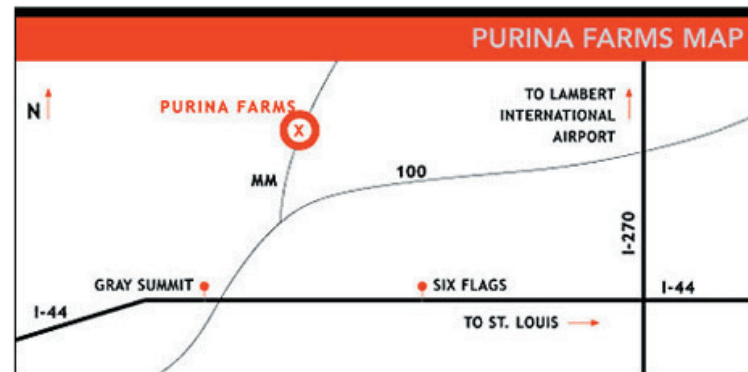 PURINA FARMS MAP
N
PURINA FARMS
X
TO LAMBERT
INTERNATIONAL
AIRPORT
MM
100
I-270
GRAY SUMMIT
SIX FLAGS
I-44
I-44
TO ST. LOUIS